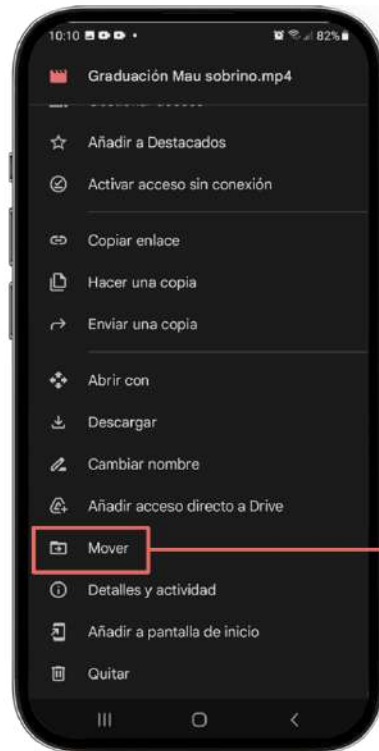 10:10 82%
Graduación Mau sobrino.mp4
Añadir a Destacados
Activar acceso sin conexión
Copiar enlace
Hacer una copia
Enviar una copia
Abrir con
Descargar
Cambiar nombre
Añadir acceso directo a Drive
Mover
Detalles y actividad
Añadir a pantalla de inicio
Quitar